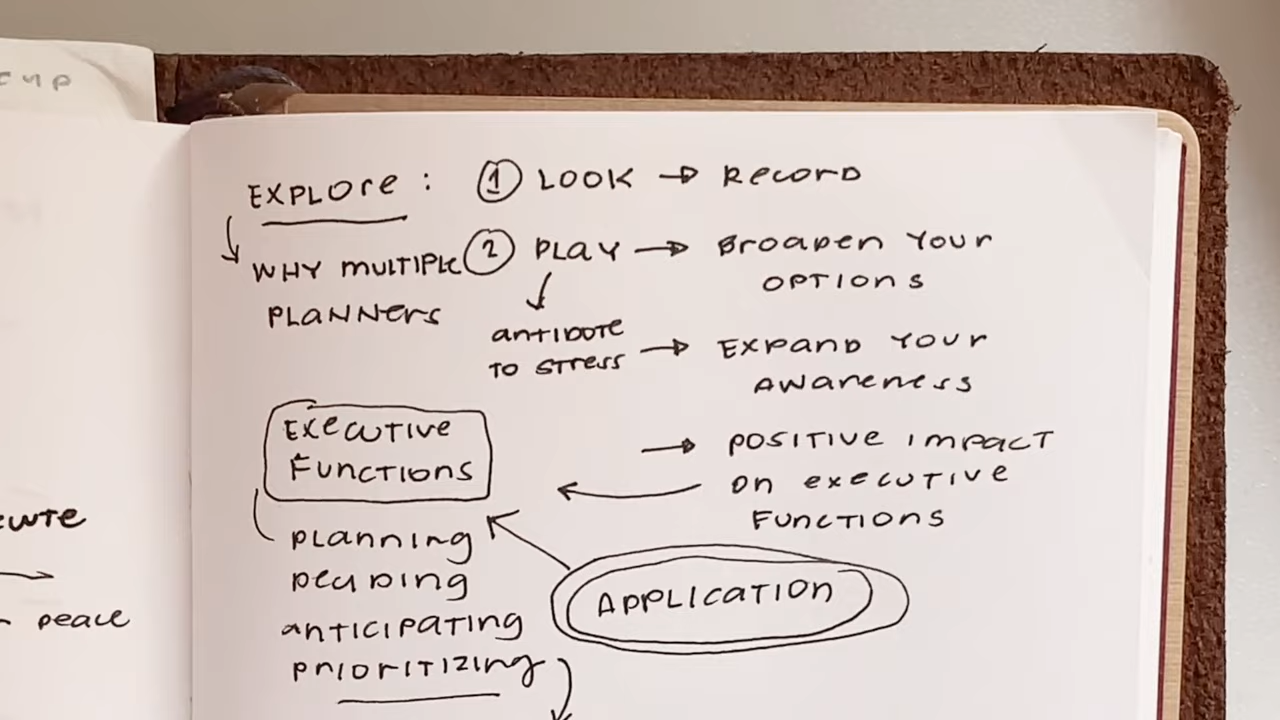 EXPLORE : ① LOOK → RECORD
↓ WHY MULTIPLE PLANNERS
② PLAY → BROADEN YOUR OPTIONS
↓
ANTIDOTE TO STRESS → EXPAND YOUR AWARENESS
→ POSITIVE IMPACT
ON EXECUTIVE
FUNCTIONS
EXECUTIVE
FUNCTIONS
PLANNING
DECIDING
ANTICIPATING
PRIORITIZING
APPLICATION
peace